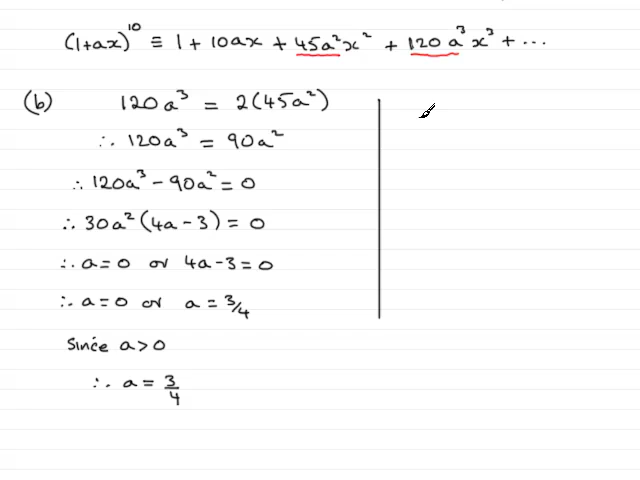 (1+ax)¹⁰ ≡ 1 + 10ax + 45a²x² + 120a³x³ + ...
(b) 120a³ = 2(45a²)
∴ 120a³ = 90a²
∴ 120a³ − 90a² = 0
∴ 30a²(4a − 3) = 0
∴ a = 0 or 4a − 3 = 0
∴ a = 0 or a = 3/4
Since a > 0
∴ a = 3/4